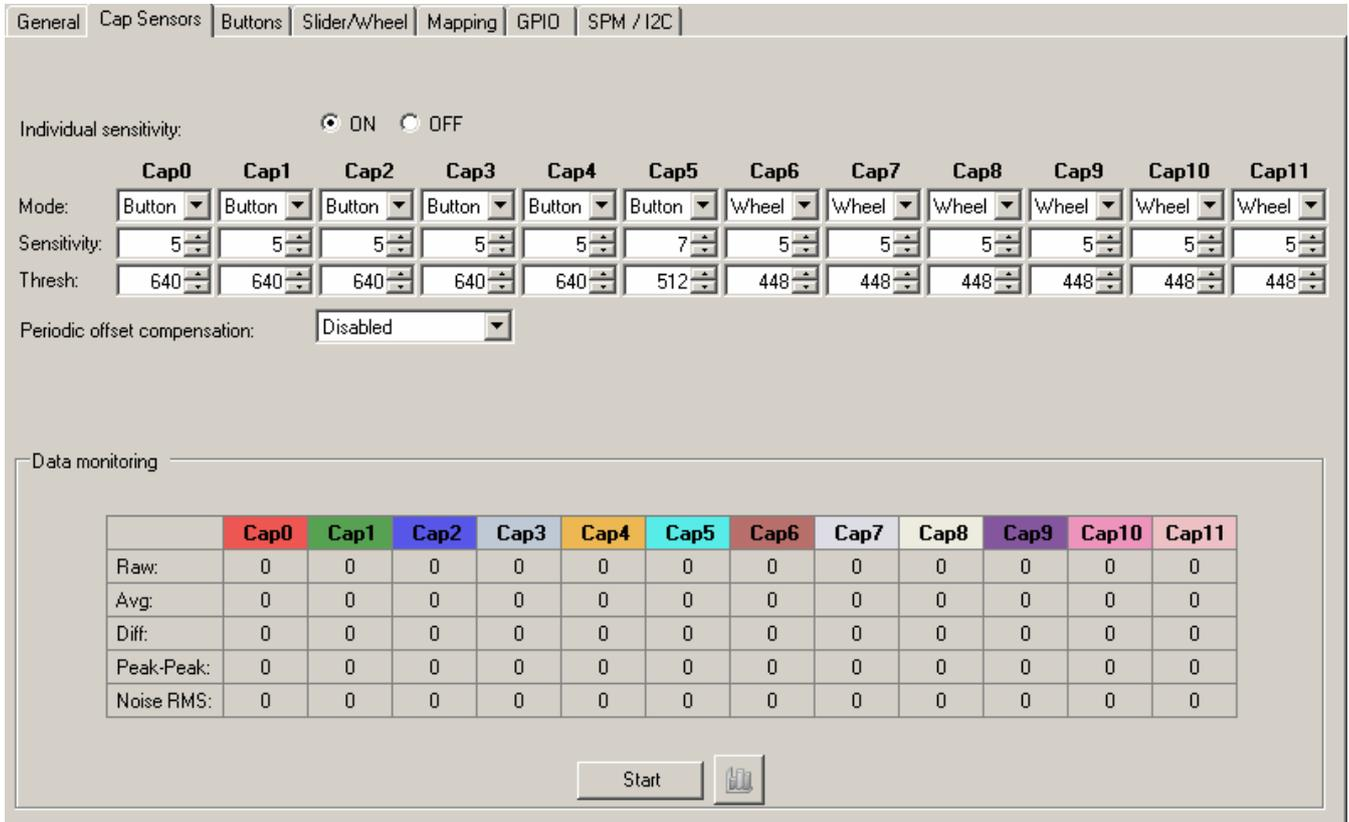 General Cap Sensors Buttons Slider/Wheel Mapping GPIO SPM / I2C
Individual sensitivity: ON OFF
Cap0 Cap1 Cap2 Cap3 Cap4 Cap5 Cap6 Cap7 Cap8 Cap9 Cap10 Cap11
Mode: Button Button Button Button Button Button Wheel Wheel Wheel Wheel Wheel Wheel
Sensitivity: 5 5 5 5 5 7 5 5 5 5 5 5
Thresh: 640 640 640 640 640 512 448 448 448 448 448 448
Periodic offset compensation: Disabled
Data monitoring
Cap0 Cap1 Cap2 Cap3 Cap4 Cap5 Cap6 Cap7 Cap8 Cap9 Cap10 Cap11
Raw: 0 0 0 0 0 0 0 0 0 0 0 0
Avg: 0 0 0 0 0 0 0 0 0 0 0 0
Diff: 0 0 0 0 0 0 0 0 0 0 0 0
Peak-Peak: 0 0 0 0 0 0 0 0 0 0 0 0
Noise RMS: 0 0 0 0 0 0 0 0 0 0 0 0
Start